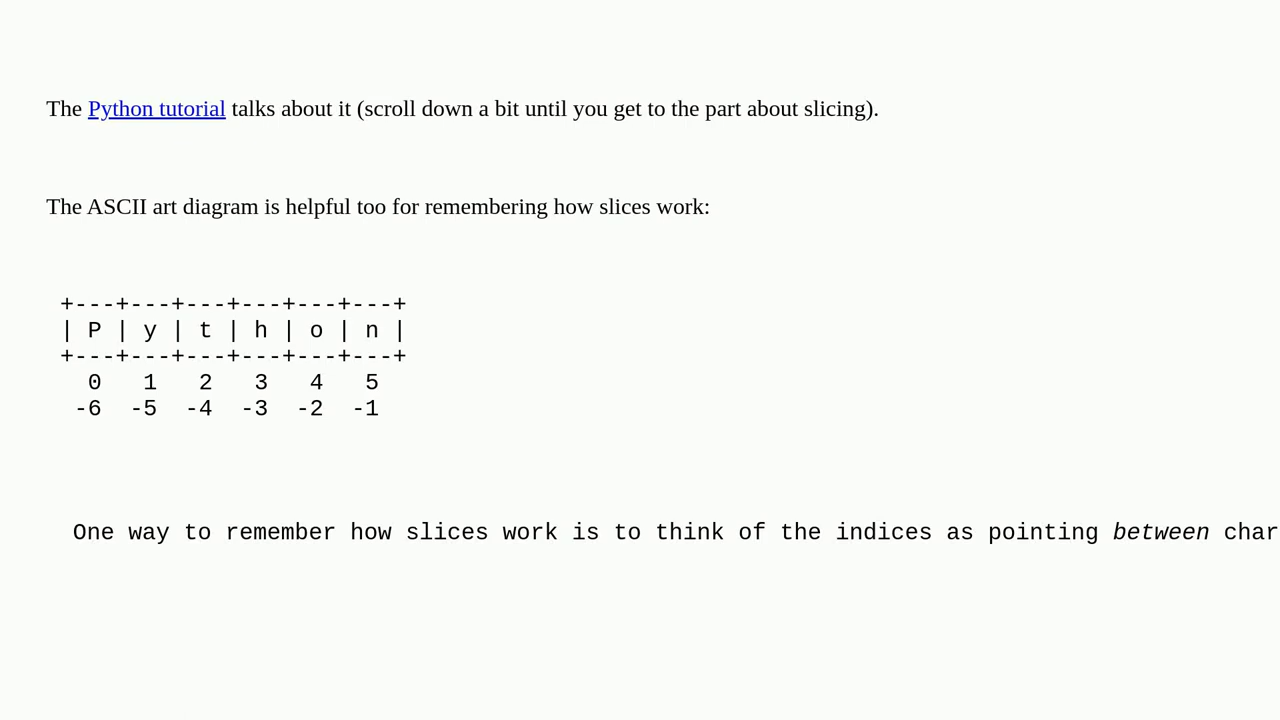 The Python tutorial talks about it (scroll down a bit until you get to the part about slicing).
The ASCII art diagram is helpful too for remembering how slices work:
+---+---+---+---+---+---+
| P | y | t | h | o | n |
+---+---+---+---+---+---+
  0   1   2   3   4   5
 -6  -5  -4  -3  -2  -1
One way to remember how slices work is to think of the indices as pointing between char